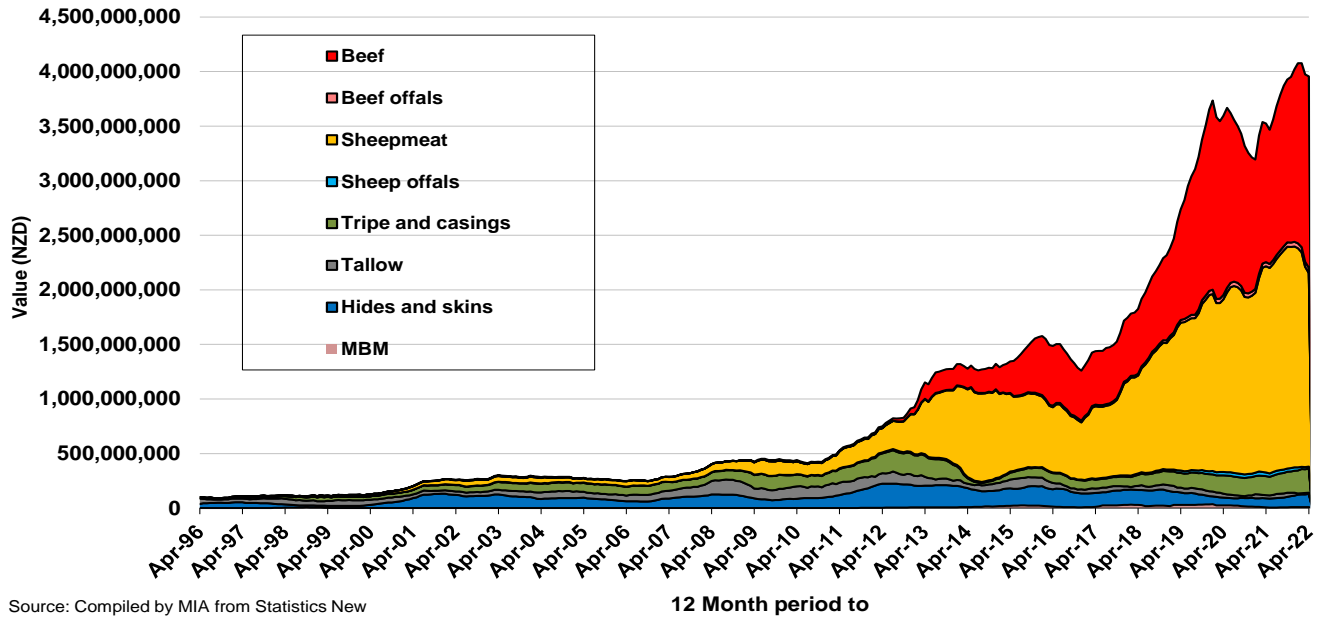 4,500,000,000
4,000,000,000
3,500,000,000
3,000,000,000
2,500,000,000
2,000,000,000
1,500,000,000
1,000,000,000
500,000,000
0
Value (NZD)
Beef
Beef offals
Sheepmeat
Sheep offals
Tripe and casings
Tallow
Hides and skins
MBM
Apr-96
Apr-97
Apr-98
Apr-99
Apr-00
Apr-01
Apr-02
Apr-03
Apr-04
Apr-05
Apr-06
Apr-07
Apr-08
Apr-09
Apr-10
Apr-11
Apr-12
Apr-13
Apr-14
Apr-15
Apr-16
Apr-17
Apr-18
Apr-19
Apr-20
Apr-21
Apr-22
Source: Compiled by MIA from Statistics New
12 Month period to